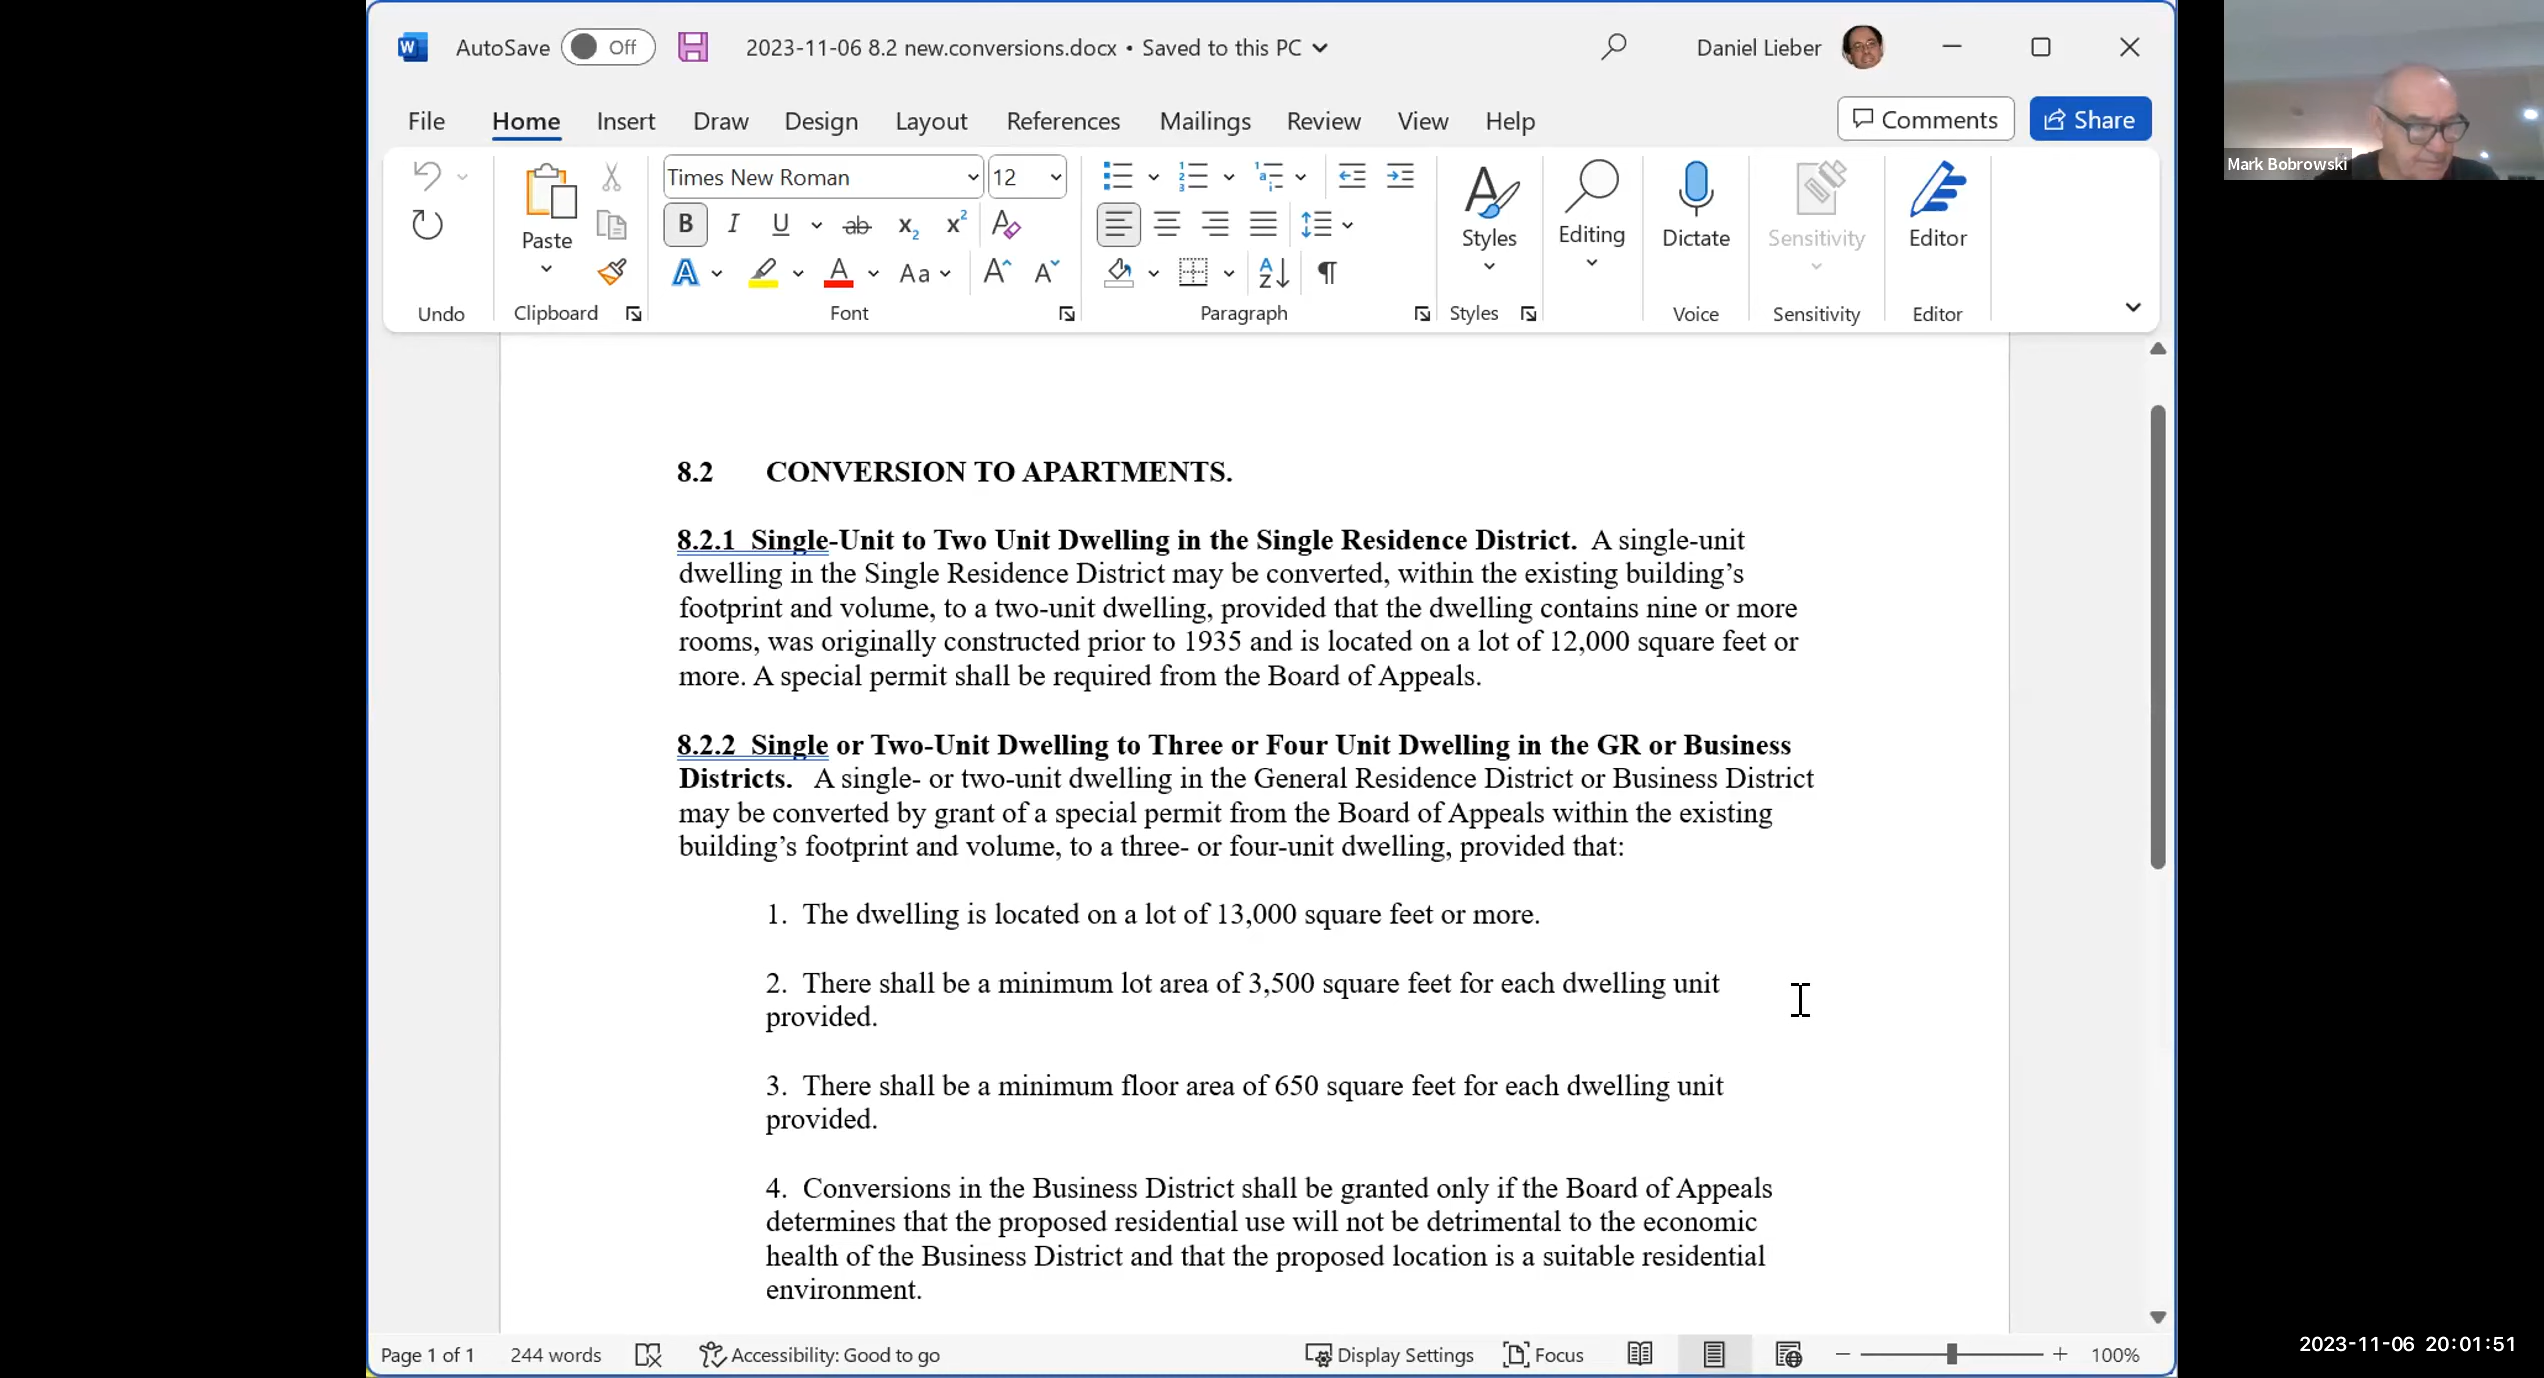 AutoSave Off 2023-11-06 8.2 new.conversions.docx • Saved to this PC Daniel Lieber
File Home Insert Draw Design Layout References Mailings Review View Help Comments Share
Times New Roman 12
Paste Styles Editing Dictate Sensitivity Editor
Undo Clipboard Font Paragraph Styles Voice Sensitivity Editor
Mark Bobrowski
8.2 CONVERSION TO APARTMENTS.
8.2.1 Single-Unit to Two Unit Dwelling in the Single Residence District. A single-unit
dwelling in the Single Residence District may be converted, within the existing building’s
footprint and volume, to a two-unit dwelling, provided that the dwelling contains nine or more
rooms, was originally constructed prior to 1935 and is located on a lot of 12,000 square feet or
more. A special permit shall be required from the Board of Appeals.
8.2.2 Single or Two-Unit Dwelling to Three or Four Unit Dwelling in the GR or Business
Districts. A single- or two-unit dwelling in the General Residence District or Business District
may be converted by grant of a special permit from the Board of Appeals within the existing
building’s footprint and volume, to a three- or four-unit dwelling, provided that:
1. The dwelling is located on a lot of 13,000 square feet or more.
2. There shall be a minimum lot area of 3,500 square feet for each dwelling unit
provided.
3. There shall be a minimum floor area of 650 square feet for each dwelling unit
provided.
4. Conversions in the Business District shall be granted only if the Board of Appeals
determines that the proposed residential use will not be detrimental to the economic
health of the Business District and that the proposed location is a suitable residential
environment.
Page 1 of 1 244 words Accessibility: Good to go Display Settings Focus 100%
2023-11-06 20:01:51